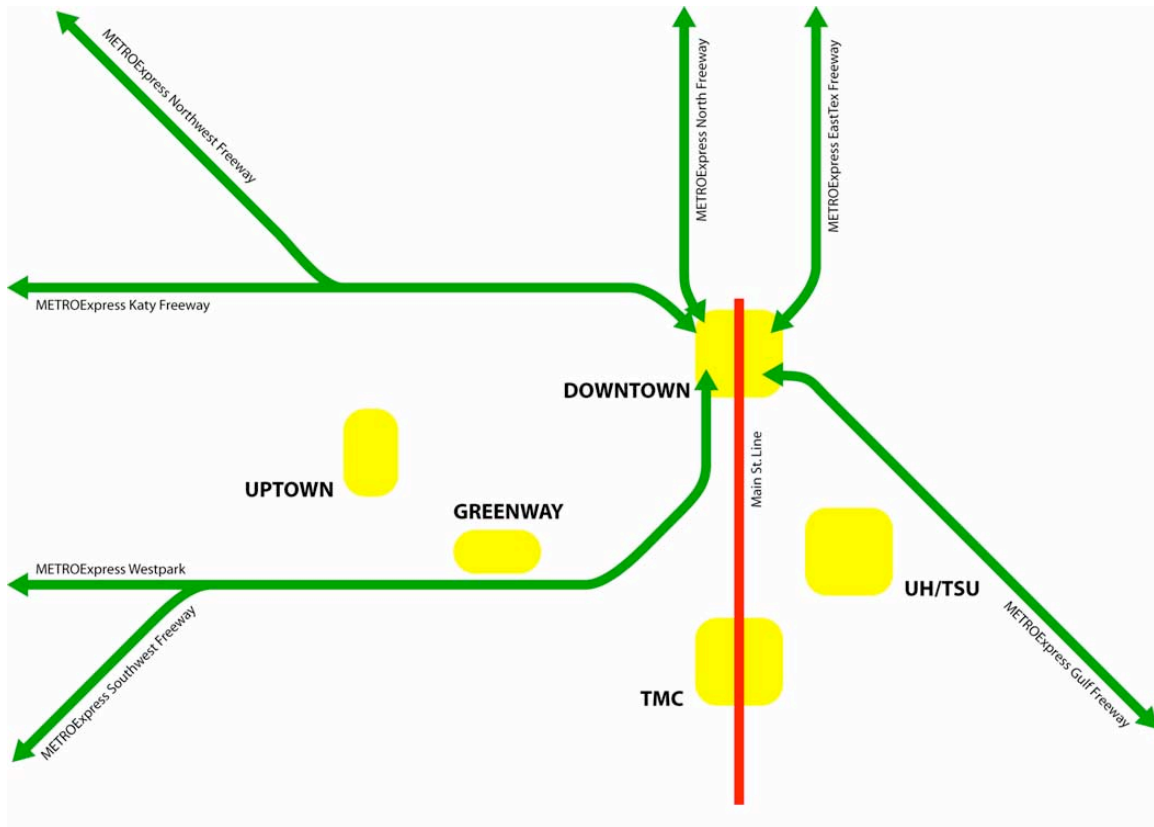 METROExpress Northwest Freeway
METROExpress North Freeway
METROExpress EastTex Freeway
METROExpress Katy Freeway
DOWNTOWN
Main St.Line
UPTOWN
GREENWAY
METROExpress Westpark
UH/TSU
METROExpress Southwest Freeway
TMC
METROExpress Gulf Freeway